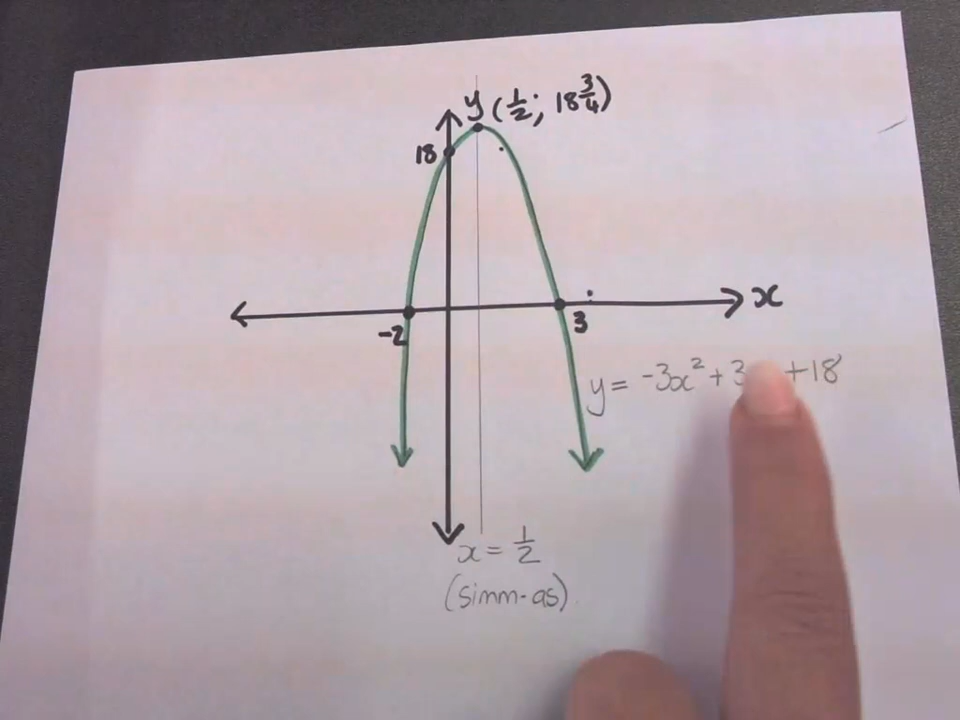 y (½; 18¾)
18
x
-2
3
y = -3x² + 3 +18
x = ½
(simm-as)